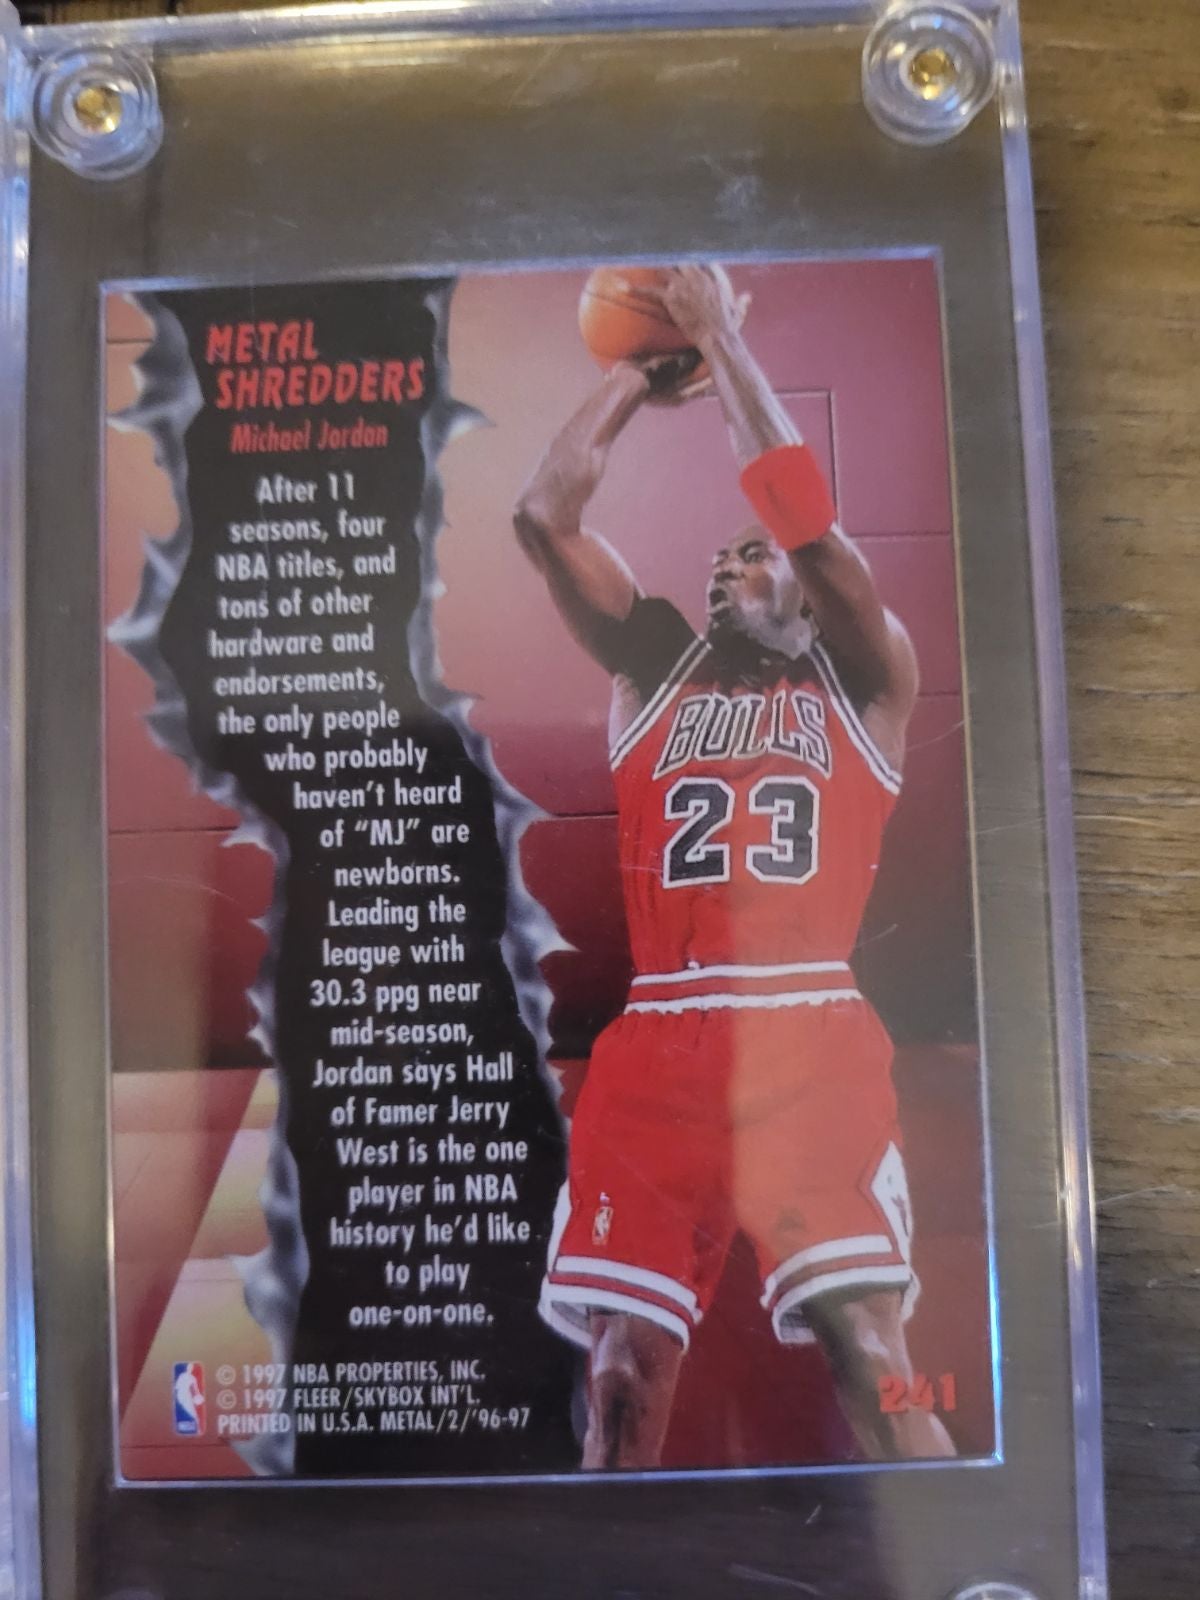 METAL
SHREDDERS
Michael Jordan
After 11
seasons, four
NBA titles, and
tons of other
hardware and
endorsements,
the only people
who probably
haven't heard
of "MJ" are
newborns.
Leading the
league with
30.3 ppg near
mid-season,
Jordan says Hall
of Famer Jerry
West is the one
player in NBA
history he'd like
to play
one-on-one.
© 1997 NBA PROPERTIES, INC.
© 1997 FLEER/SKYBOX INT'L.
PRINTED IN U.S.A. METAL/2/'96-97
BULLS
23
241